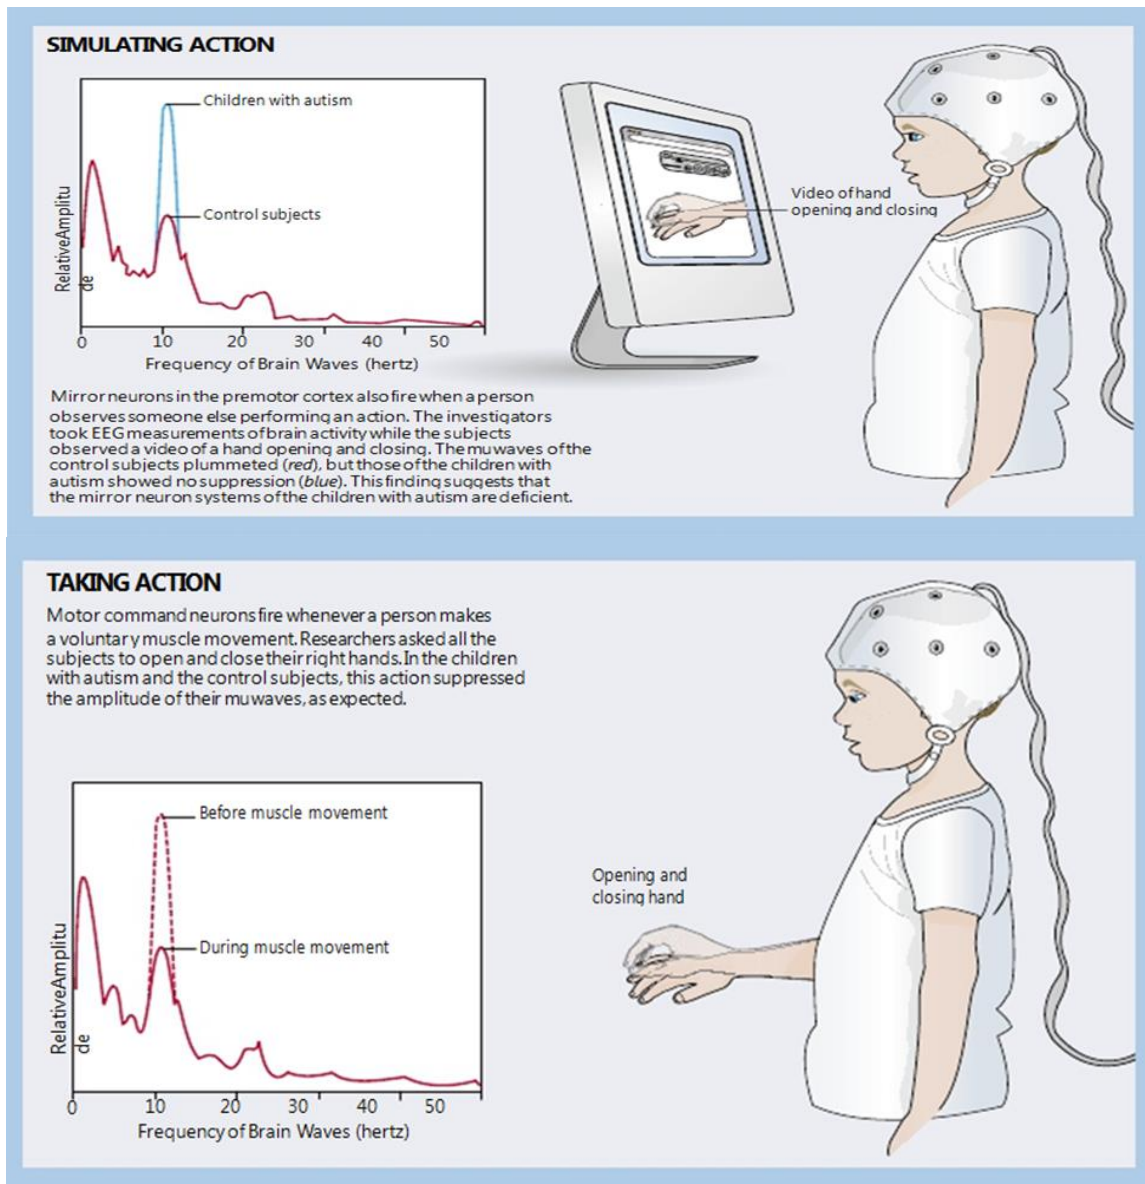 SIMULATING ACTION
Children with autism
Control subjects
RelativeAmplitu
de
0 10 20 30 40 50
Frequency of Brain Waves (hertz)
Video of hand
opening and closing
Mirror neurons in the premotor cortex also fire when a person
observes someone else performing an action. The investigators
took EEG measurements of brain activity while the subjects
observed a video of a hand opening and closing. The mu waves of the
control subjects plummeted (red), but those of the children with
autism showed no suppression (blue). This finding suggests that
the mirror neuron systems of the children with autism are deficient.
TAKING ACTION
Motor command neurons fire whenever a person makes
a voluntary muscle movement. Researchers asked all the
subjects to open and close their right hands. In the children
with autism and the control subjects, this action suppressed
the amplitude of their mu waves, as expected.
Before muscle movement
During muscle movement
RelativeAmplitu
de
0 10 20 30 40 50
Frequency of Brain Waves (hertz)
Opening and
closing hand